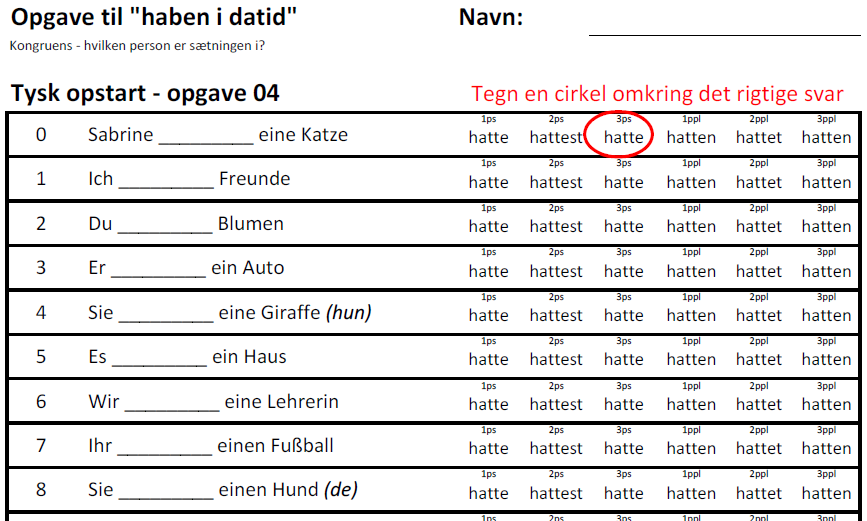 Opgave til "haben i datid" Navn: ____________________
Kongruens - hvilken person er sætningen i?
Tysk opstart - opgave 04 Tegn en cirkel omkring det rigtige svar
1ps 2ps 3ps 1ppl 2ppl 3ppl
0 Sabrine _________ eine Katze hatte hattest hatte hatten hattet hatten
1ps 2ps 3ps 1ppl 2ppl 3ppl
1 Ich _________ Freunde hatte hattest hatte hatten hattet hatten
1ps 2ps 3ps 1ppl 2ppl 3ppl
2 Du _________ Blumen hatte hattest hatte hatten hattet hatten
1ps 2ps 3ps 1ppl 2ppl 3ppl
3 Er _________ ein Auto hatte hattest hatte hatten hattet hatten
1ps 2ps 3ps 1ppl 2ppl 3ppl
4 Sie _________ eine Giraffe (hun) hatte hattest hatte hatten hattet hatten
1ps 2ps 3ps 1ppl 2ppl 3ppl
5 Es _________ ein Haus hatte hattest hatte hatten hattet hatten
1ps 2ps 3ps 1ppl 2ppl 3ppl
6 Wir _________ eine Lehrerin hatte hattest hatte hatten hattet hatten
1ps 2ps 3ps 1ppl 2ppl 3ppl
7 Ihr _________ einen Fußball hatte hattest hatte hatten hattet hatten
1ps 2ps 3ps 1ppl 2ppl 3ppl
8 Sie _________ einen Hund (de) hatte hattest hatte hatten hattet hatten
1ps 2ps 3ps 1ppl 2ppl 3ppl